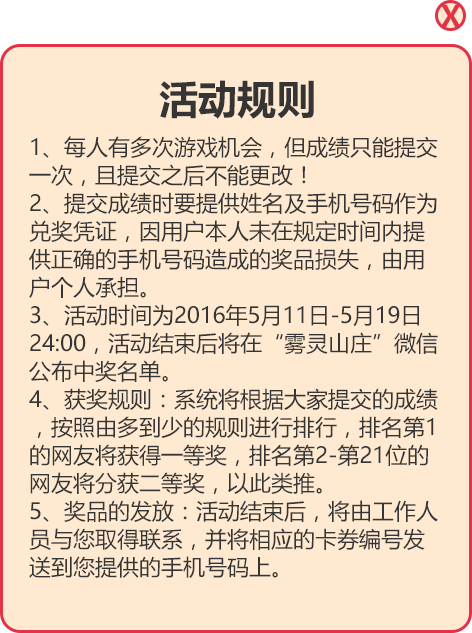 X
活动规则
1、每人有多次游戏机会，但成绩只能提交
一次，且提交之后不能更改！
2、提交成绩时要提供姓名及手机号码作为
兑奖凭证，因用户本人未在规定时间内提
供正确的手机号码造成的奖品损失，由用
户个人承担。
3、活动时间为2016年5月11日-5月19日
24:00，活动结束后将在“雾灵山庄”微信
公布中奖名单。
4、获奖规则：系统将根据大家提交的成绩
，按照由多到少的规则进行排行，排名第1
的网友将获得一等奖，排名第2-第21位的
网友将分获二等奖，以此类推。
5、奖品的发放：活动结束后，将由工作人
员与您取得联系，并将相应的卡券编号发
送到您提供的手机号码上。